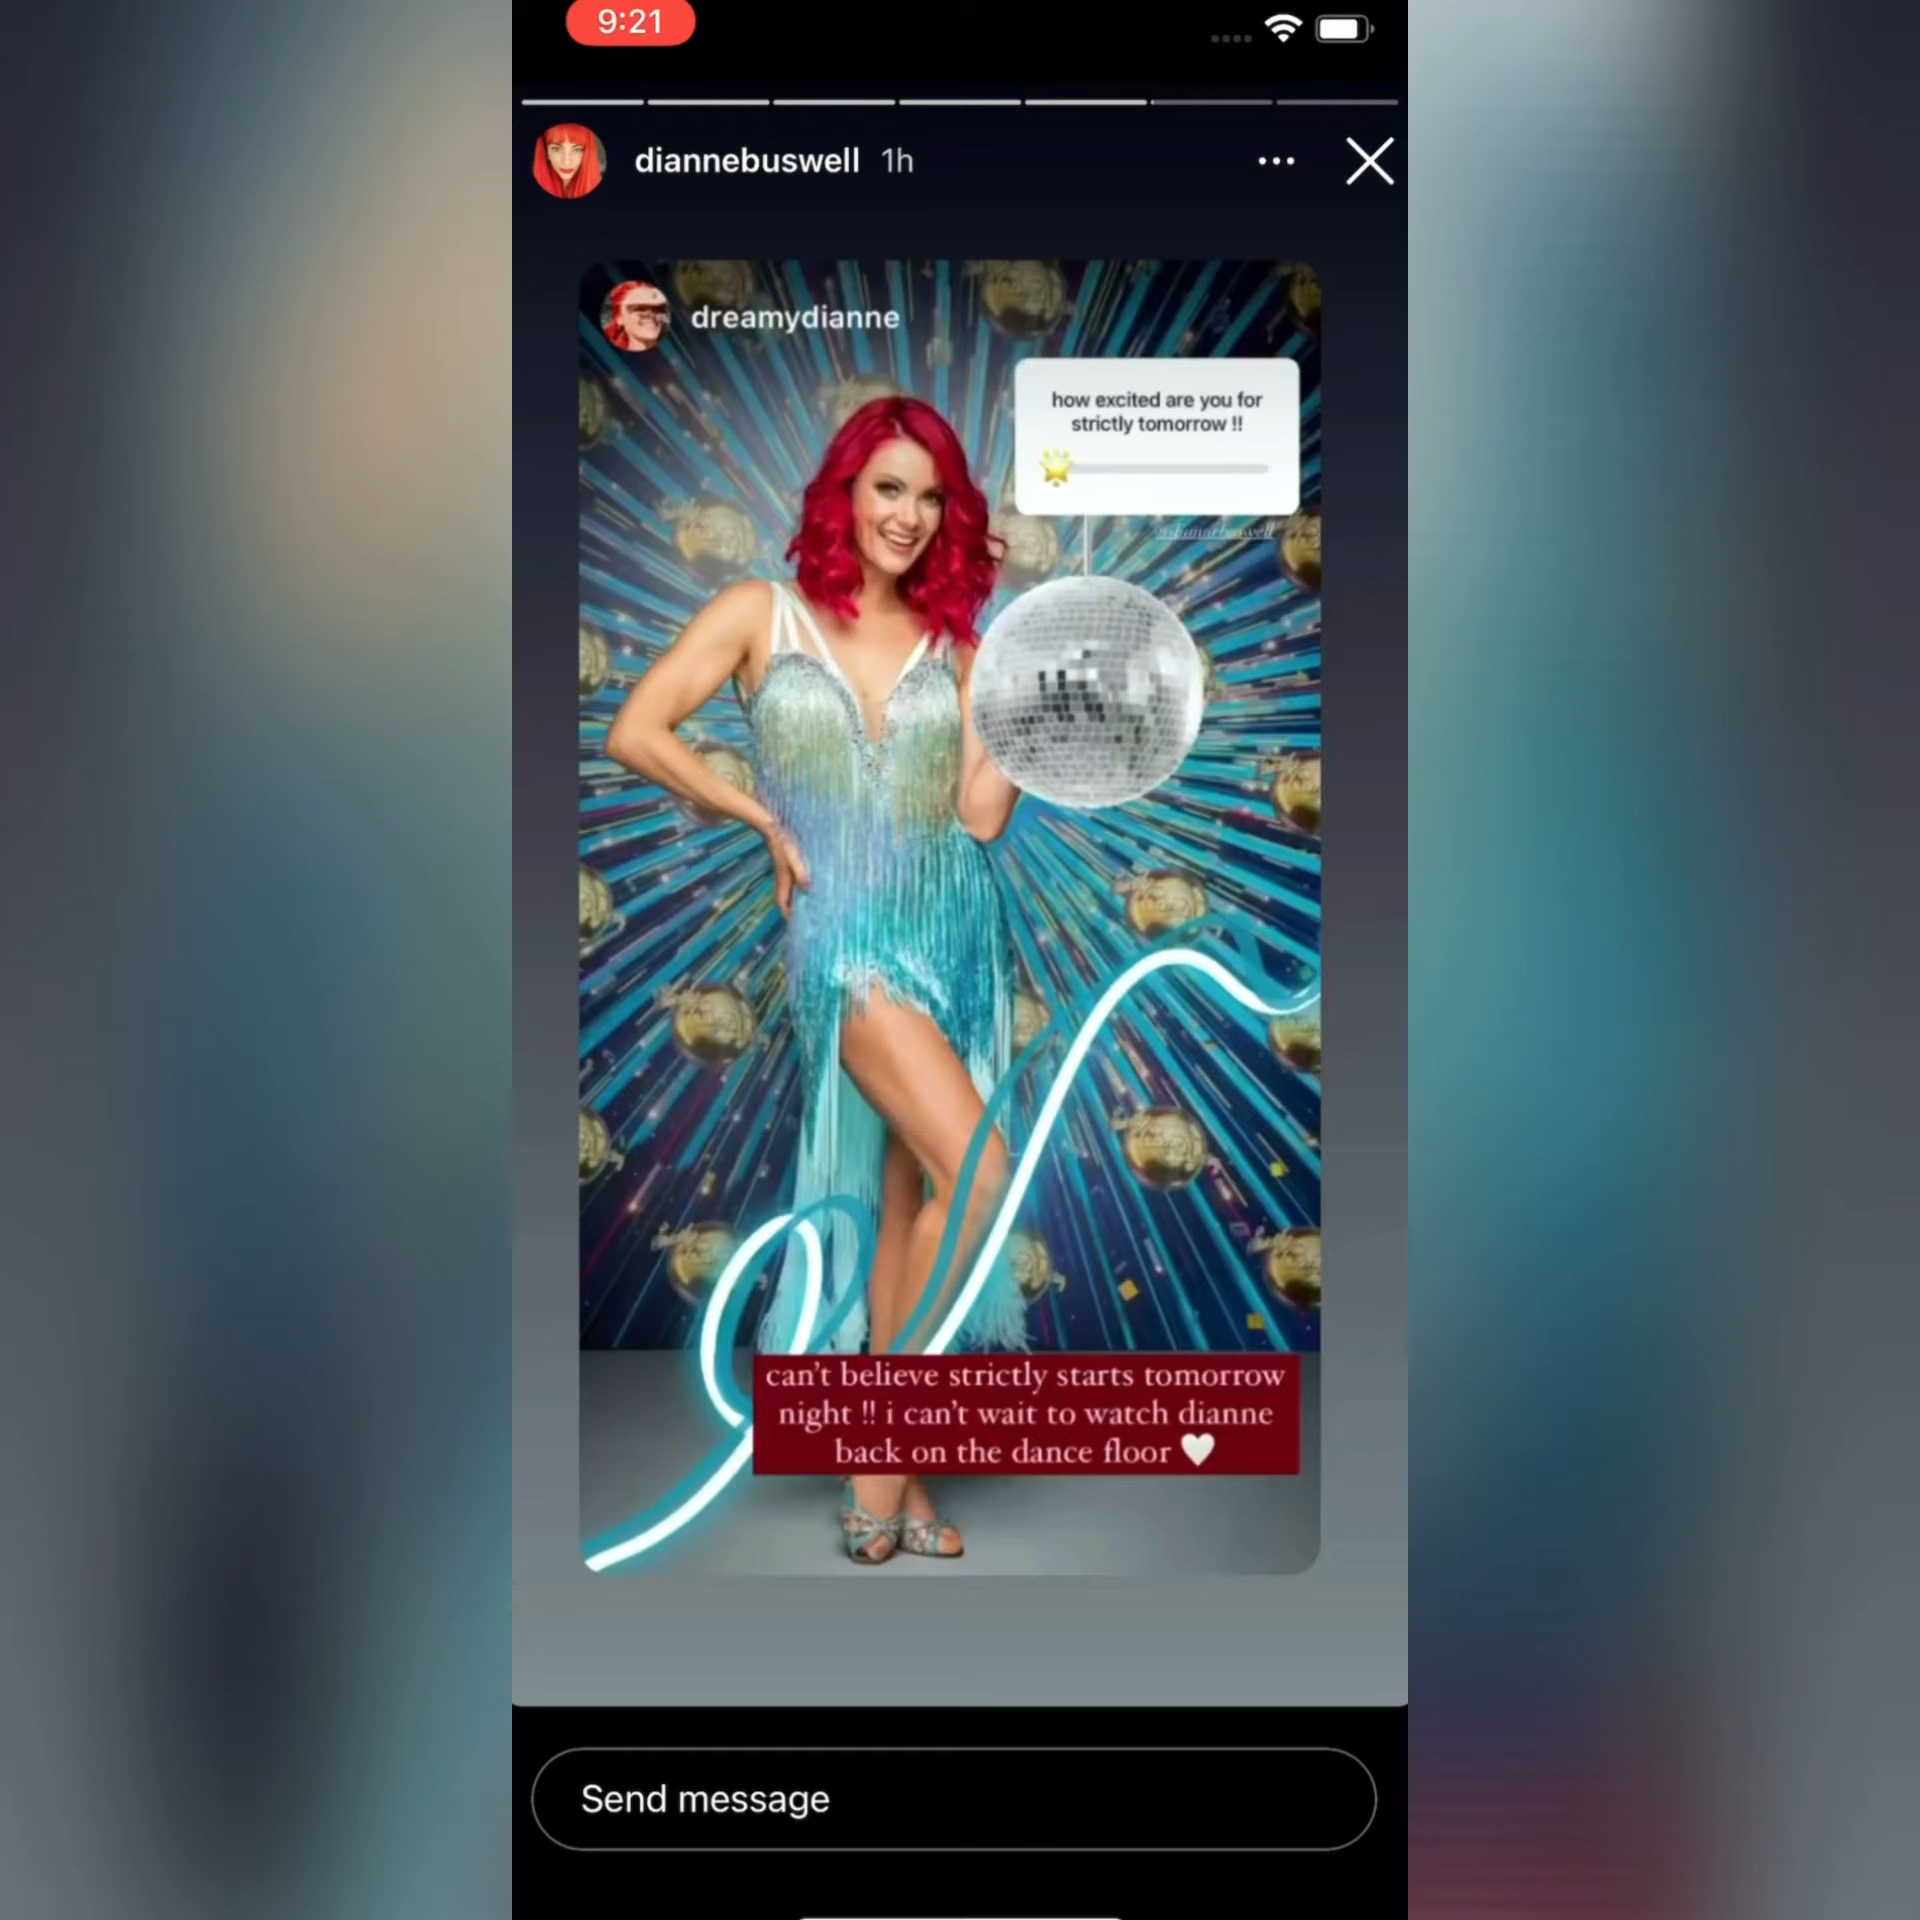 9:21
diannebuswell 1h
dreamydianne
how excited are you for
strictly tomorrow !!
@diannebuswell
can't believe strictly starts tomorrow
night !! i can't wait to watch dianne
back on the dance floor 🤍
Send message